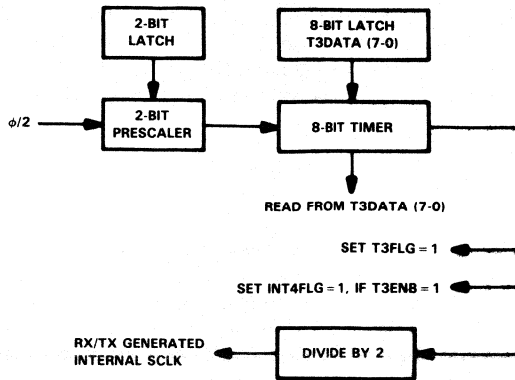 2-BIT
LATCH
8-BIT LATCH
T3DATA (7-0)
φ/2
2-BIT
PRESCALER
8-BIT TIMER
READ FROM T3DATA (7-0)
SET T3FLG = 1
SET INT4FLG = 1, IF T3ENB = 1
RX/TX GENERATED
INTERNAL SCLK
DIVIDE BY 2